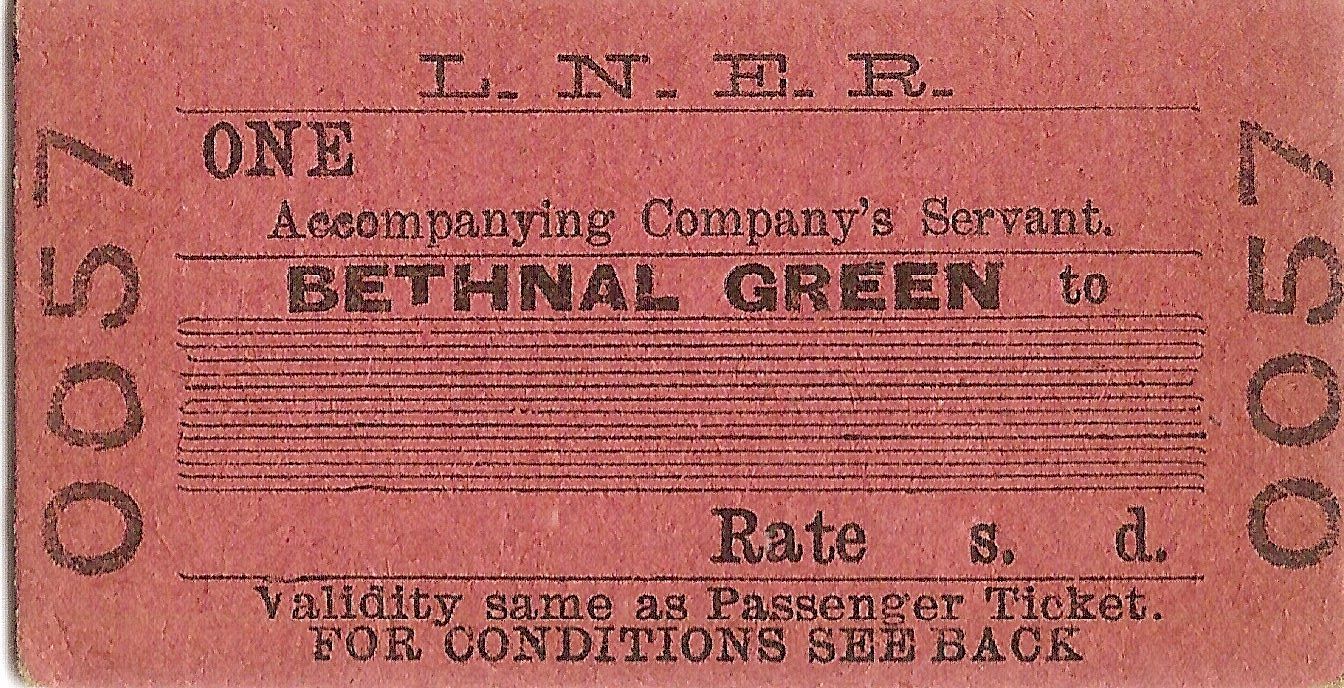 L. N. E. R.
ONE
Accompanying Company's Servant.
BETHNAL GREEN to
Rate s. d.
Validity same as Passenger Ticket.
FOR CONDITIONS SEE BACK
0057
0057